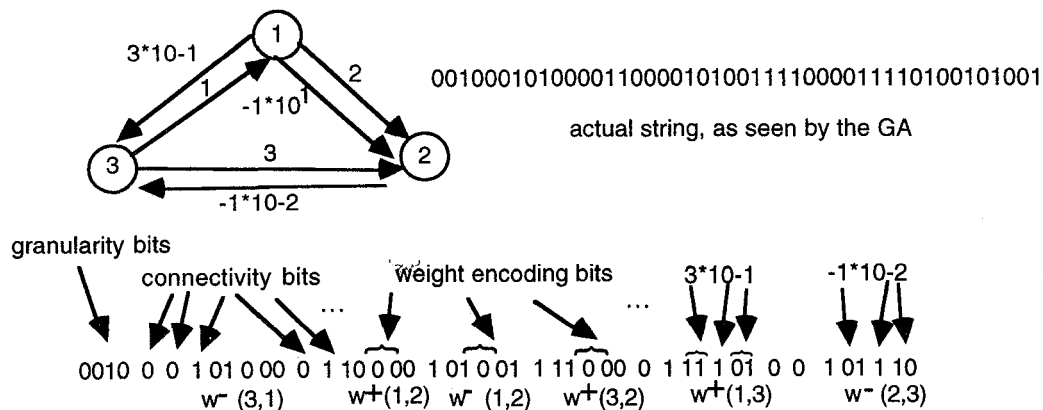 1
3*10-1
2
1
-1*10
1
0010001010000110000101001111000011110100101001
actual string, as seen by the GA
3
3
2
-1*10-2
granularity bits
connectivity bits
...
weight encoding bits
...
3*10-1
-1*10-2
0010 0 0 1 01 0 00 0 1 10 0 00 1 01 0 01 1 11 0 00 0 1 11 1 01 0 0 1 01 1 10
w- (3,1) w+(1,2) w- (1,2) w+(3,2) w+(1,3) w- (2,3)